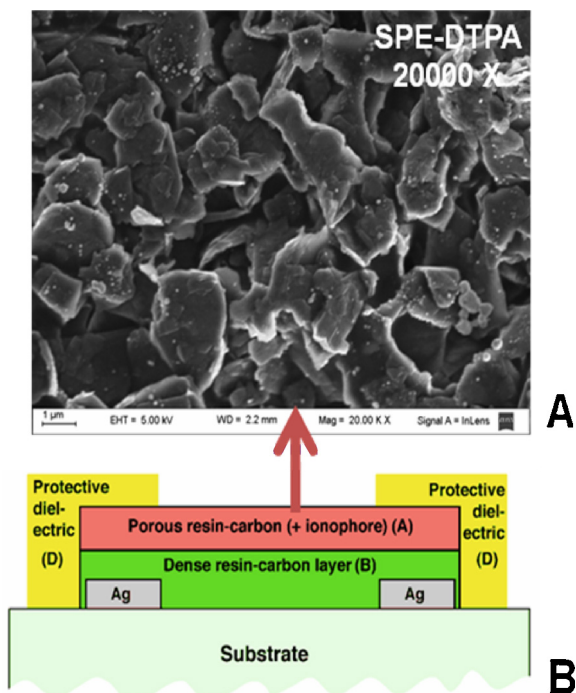 SPE-DTPA
20000 X
1 µm EHT = 5.00 kV WD = 2.2 mm Mag = 20.00 K X Signal A = InLens
A
Protective
diel-
ectric
(D)
Protective
diel-
ectric
(D)
Porous resin-carbon (+ ionophore) (A)
Dense resin-carbon layer (B)
Ag
Ag
Substrate
B